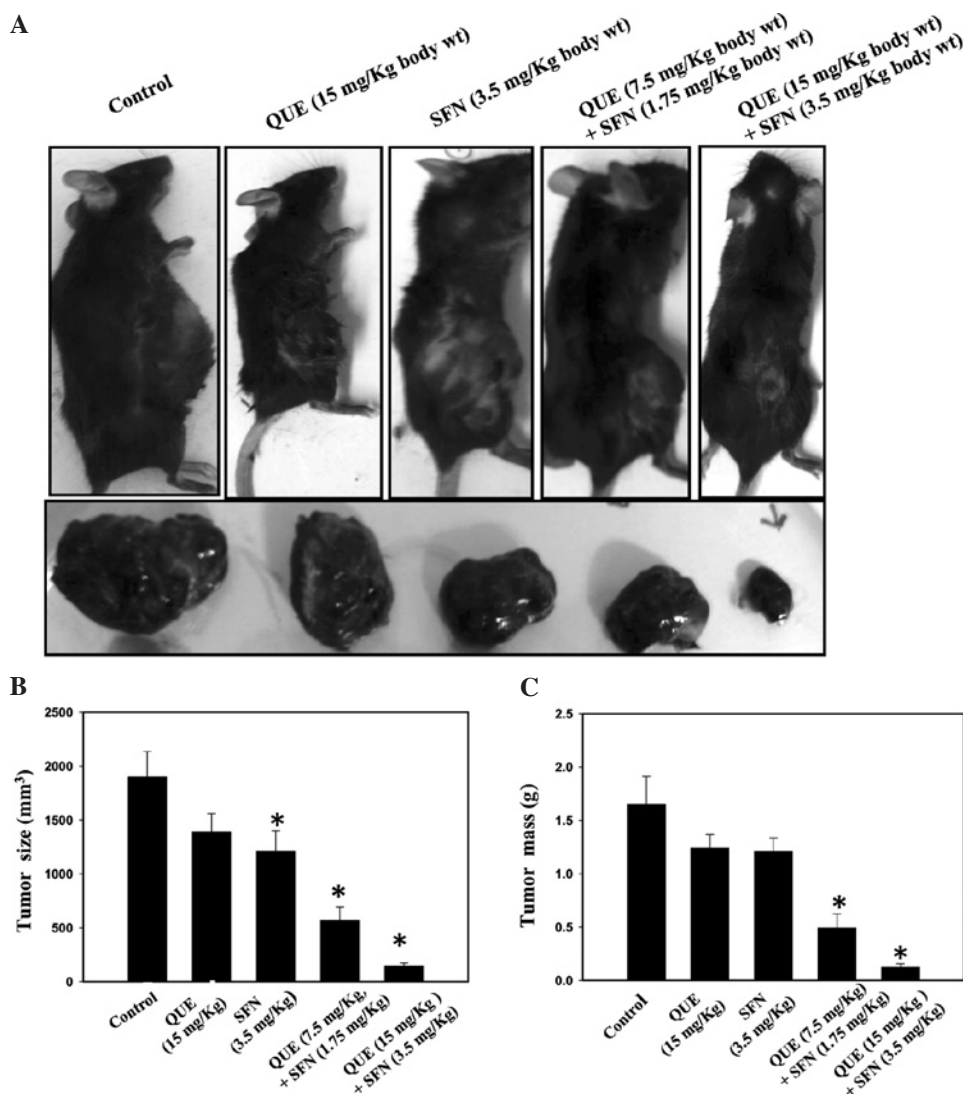 A
Control
QUE (15 mg/Kg body wt)
SFN (3.5 mg/Kg body wt)
QUE (7.5 mg/Kg body wt)
+ SFN (1.75 mg/Kg body wt)
QUE (15 mg/Kg body wt)
+ SFN (3.5 mg/Kg body wt)
B
Tumor size (mm³)
2500
2000
1500
1000
500
0
*
*
*
Control
QUE
(15 mg/Kg)
SFN
(3.5 mg/Kg)
QUE (7.5 mg/Kg,
+ SFN (1.75 mg/Kg)
QUE (15 mg/Kg )
+ SFN (3.5 mg/Kg)
C
Tumor mass (g)
2.5
2.0
1.5
1.0
0.5
0.0
*
*
Control
QUE
(15 mg/Kg)
SFN
(3.5 mg/Kg)
QUE (7.5 mg/Kg)
+ SFN (1.75 mg/Kg)
QUE (15 mg/Kg )
+ SFN (3.5 mg/Kg)